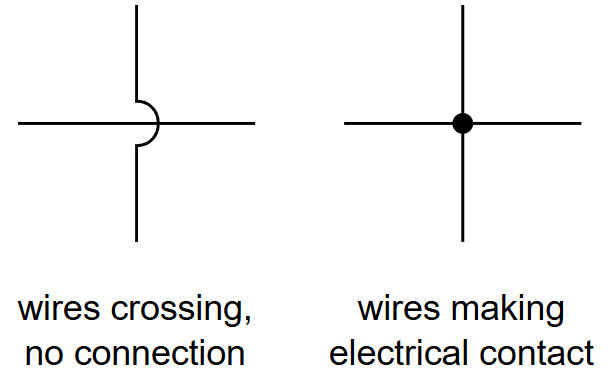 wires crossing,
no connection
wires making
electrical contact